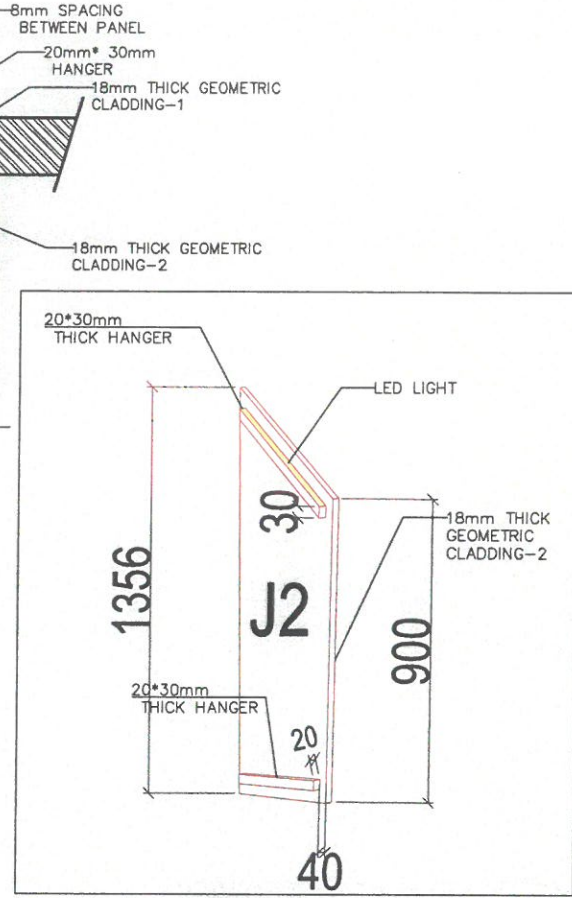 8mm SPACING
BETWEEN PANEL
20mm* 30mm
HANGER
18mm THICK GEOMETRIC
CLADDING-1
18mm THICK GEOMETRIC
CLADDING-2
20*30mm
THICK HANGER
LED LIGHT
30
18mm THICK
GEOMETRIC
CLADDING-2
1356
J2
900
20*30mm
THICK HANGER
20
40